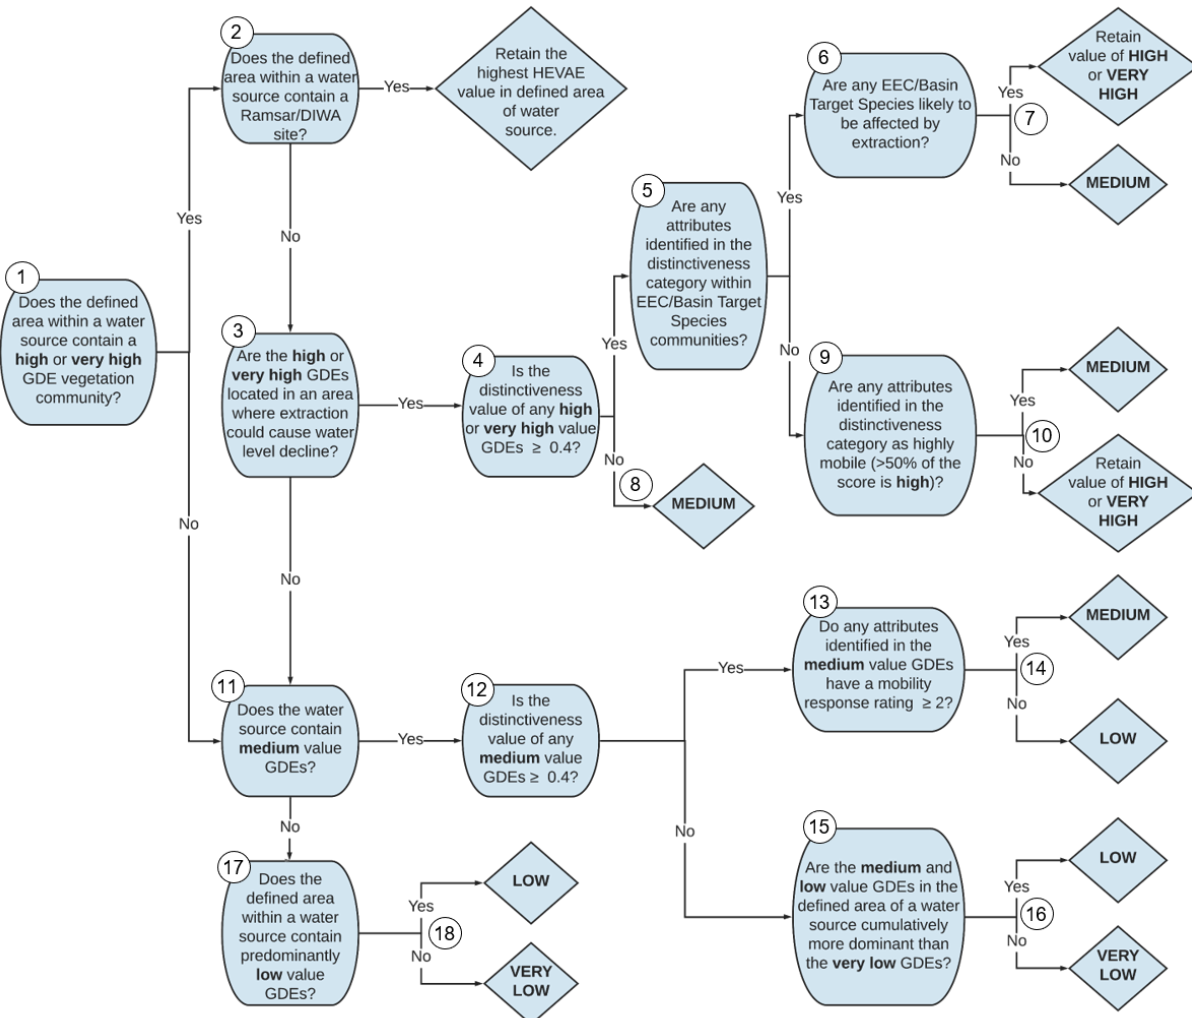 1
Does the defined
area within a water
source contain a
high or very high
GDE vegetation
community?
Yes
No
2
Does the defined
area within a water
source contain a
Ramsar/DIWA
site?
Yes
Retain the
highest HEVAE
value in defined area
of water
source.
No
3
Are the high or
very high GDEs
located in an area
where extraction
could cause water
level decline?
Yes
No
4
Is the
distinctiveness
value of any high
or very high value
GDEs ≥ 0.4?
Yes
No
5
Are any
attributes
identified in the
distinctiveness
category within
EEC/Basin Target
Species
communities?
Yes
No
6
Are any EEC/Basin
Target Species likely to
be affected by
extraction?
Yes
7
No
Retain
value of HIGH
or VERY
HIGH
MEDIUM
8
MEDIUM
9
Are any attributes
identified in the
distinctiveness
category as highly
mobile (>50% of the
score is high)?
Yes
10
No
MEDIUM
Retain
value of HIGH
or VERY
HIGH
11
Does the water
source contain
medium value
GDEs?
Yes
No
12
Is the
distinctiveness
value of any
medium value
GDEs ≥ 0.4?
Yes
No
13
Do any attributes
identified in the
medium value GDEs
have a mobility
response rating ≥ 2?
Yes
14
No
MEDIUM
LOW
15
Are the medium and
low value GDEs in the
defined area of a water
source cumulatively
more dominant than
the very low GDEs?
Yes
16
No
LOW
VERY
LOW
17
Does the
defined area
within a water
source contain
predominantly
low value
GDEs?
Yes
18
No
LOW
VERY
LOW